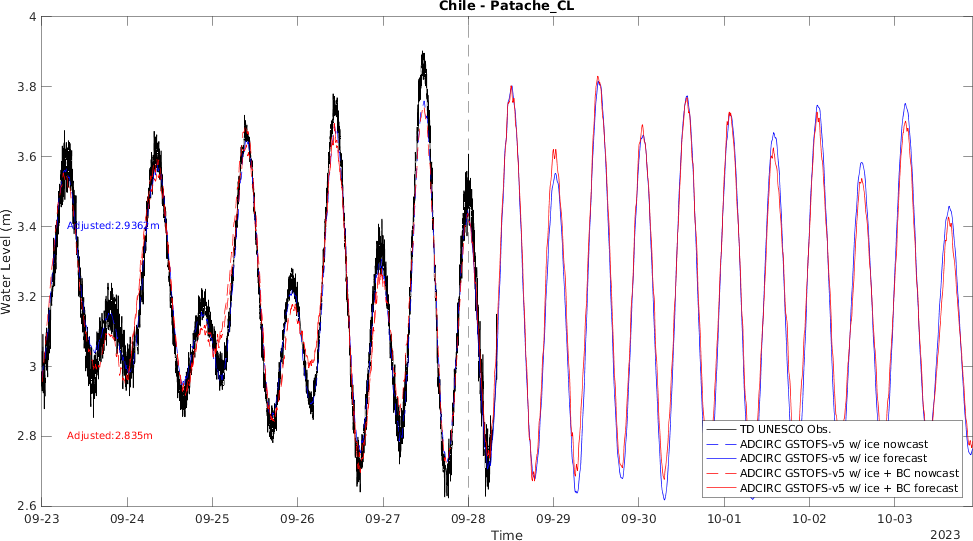 Chile - Patache_CL
4
3.8
3.6
3.4
3.2
3
2.8
2.6
Water Level (m)
Adjusted:2.9362m
Adjusted:2.835m
TD UNESCO Obs.
ADCIRC GSTOFS-v5 w/ ice nowcast
ADCIRC GSTOFS-v5 w/ ice forecast
ADCIRC GSTOFS-v5 w/ ice + BC nowcast
ADCIRC GSTOFS-v5 w/ ice + BC forecast
09-23 09-24 09-25 09-26 09-27 09-28 09-29 09-30 10-01 10-02 10-03
Time
2023